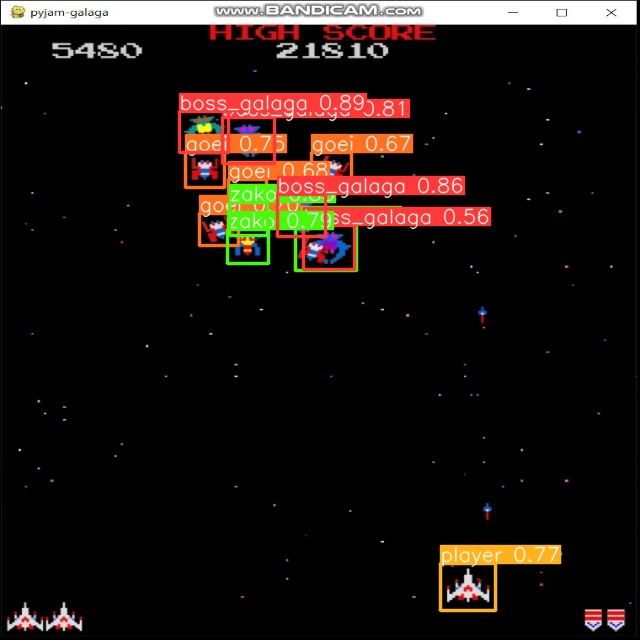 www.BANDICAM.com
pyjam-galaga
HIGH SCORE
5480 21810
boss_galaga 0.89
0.81
goei 0.75
goei 0.67
goei 0.68
boss_galaga 0.86
zako
goei
zako 0.79
ss_galaga 0.56
player 0.77